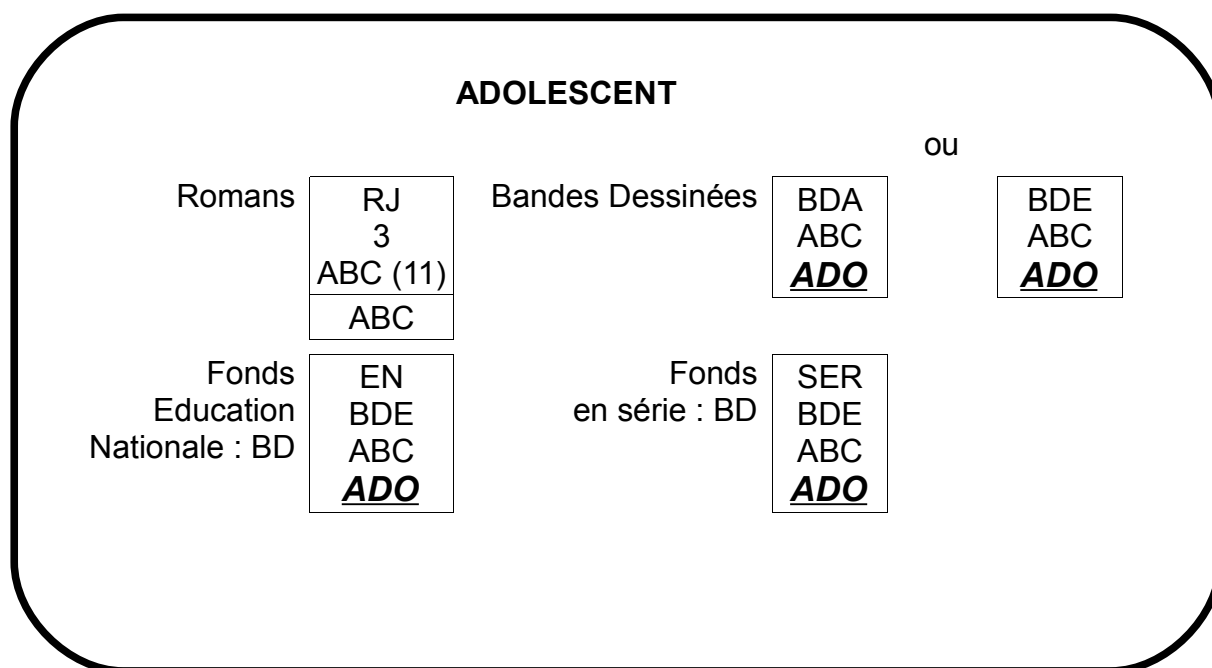 ADOLESCENT
ou
Romans
RJ
3
ABC (11)
ABC
Bandes Dessinées
BDA
ABC
ADO
BDE
ABC
ADO
Fonds
Education
Nationale : BD
EN
BDE
ABC
ADO
Fonds
en série : BD
SER
BDE
ABC
ADO